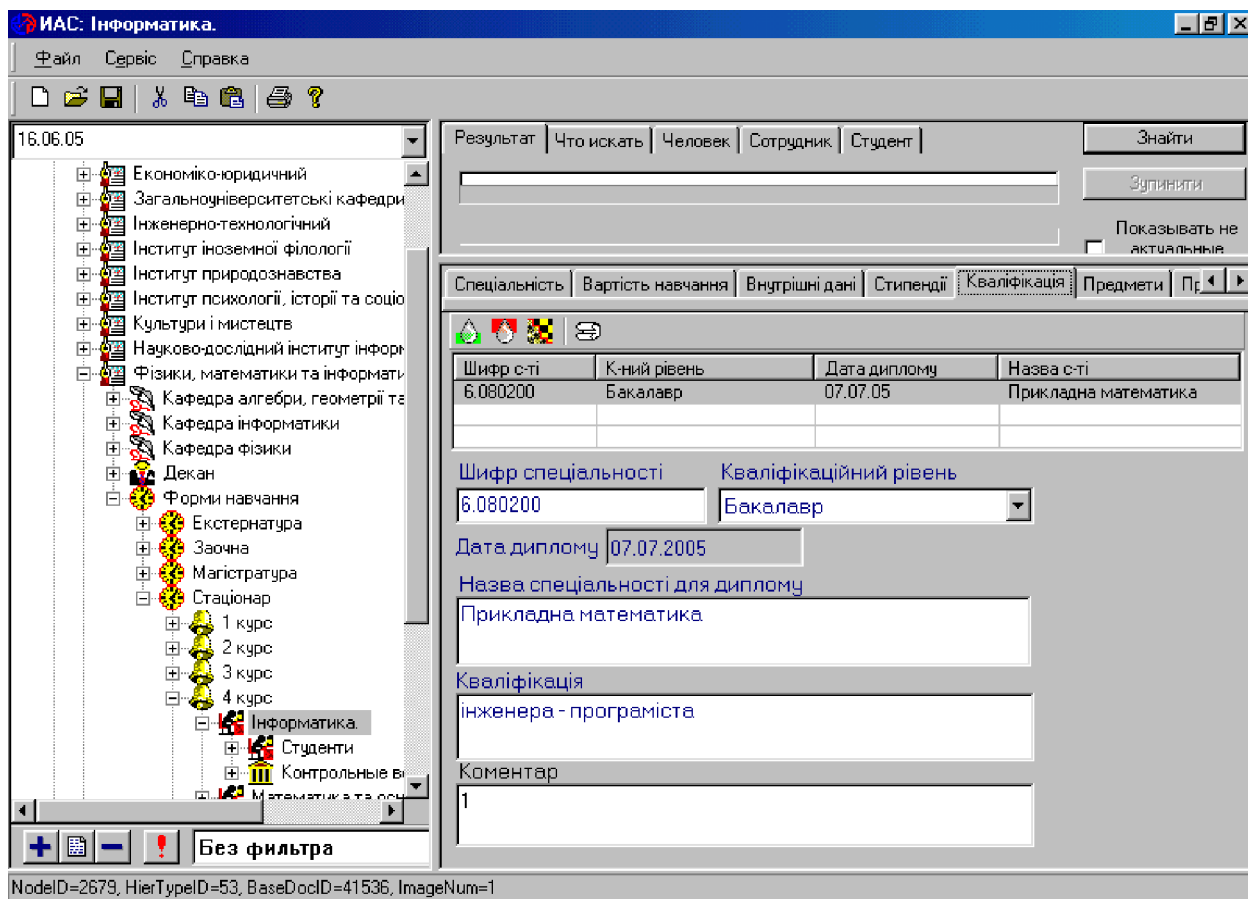 ИАС: Інформатика.
Файл Сервіс Справка
16.06.05
Економіко-юридичний
Загальноуніверситетські кафедри
Інженерно-технологічний
Інститут іноземної філології
Інститут природознавства
Інститут психології, історії та соціо
Культури і мистецтв
Науково-дослідний інститут інформ
Фізики, математики та інформати
Кафедра алгебри, геометрії та
Кафедра інформатики
Кафедра фізики
Декан
Форми навчання
Екстернатура
Заочна
Магістратура
Стаціонар
1 курс
2 курс
3 курс
4 курс
Інформатика.
Студенти
Контрольные в
Математика та осн
Без фильтра
Результат Что искать Человек Сотрудник Студент
Знайти
Зупинити
Показывать не
актуальные
Спеціальність Вартість навчання Внутрішні дані Стипендії Кваліфікація Предмети Пр
Шифр с-ті К-ний рівень Дата диплому Назва с-ті
6.080200 Бакалавр 07.07.05 Прикладна математика
Шифр спеціальності Кваліфікаційний рівень
6.080200 Бакалавр
Дата диплому 07.07.2005
Назва спеціальності для диплому
Прикладна математика
Кваліфікація
інженера - програміста
Коментар
1
NodeID=2679, HierTypeID=53, BaseDocID=41536, ImageNum=1